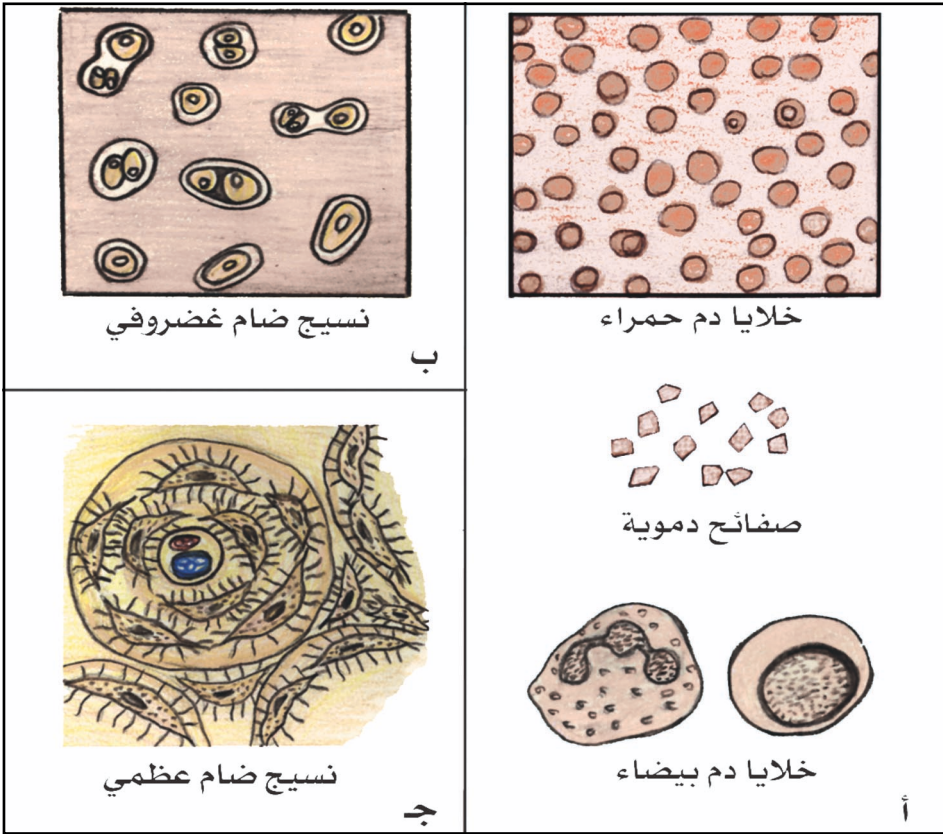 خلايا دم حمراء
صفائح دموية
خلايا دم بيضاء
أ
نسيج ضام غضروفي
ب
نسيج ضام عظمي
جـ